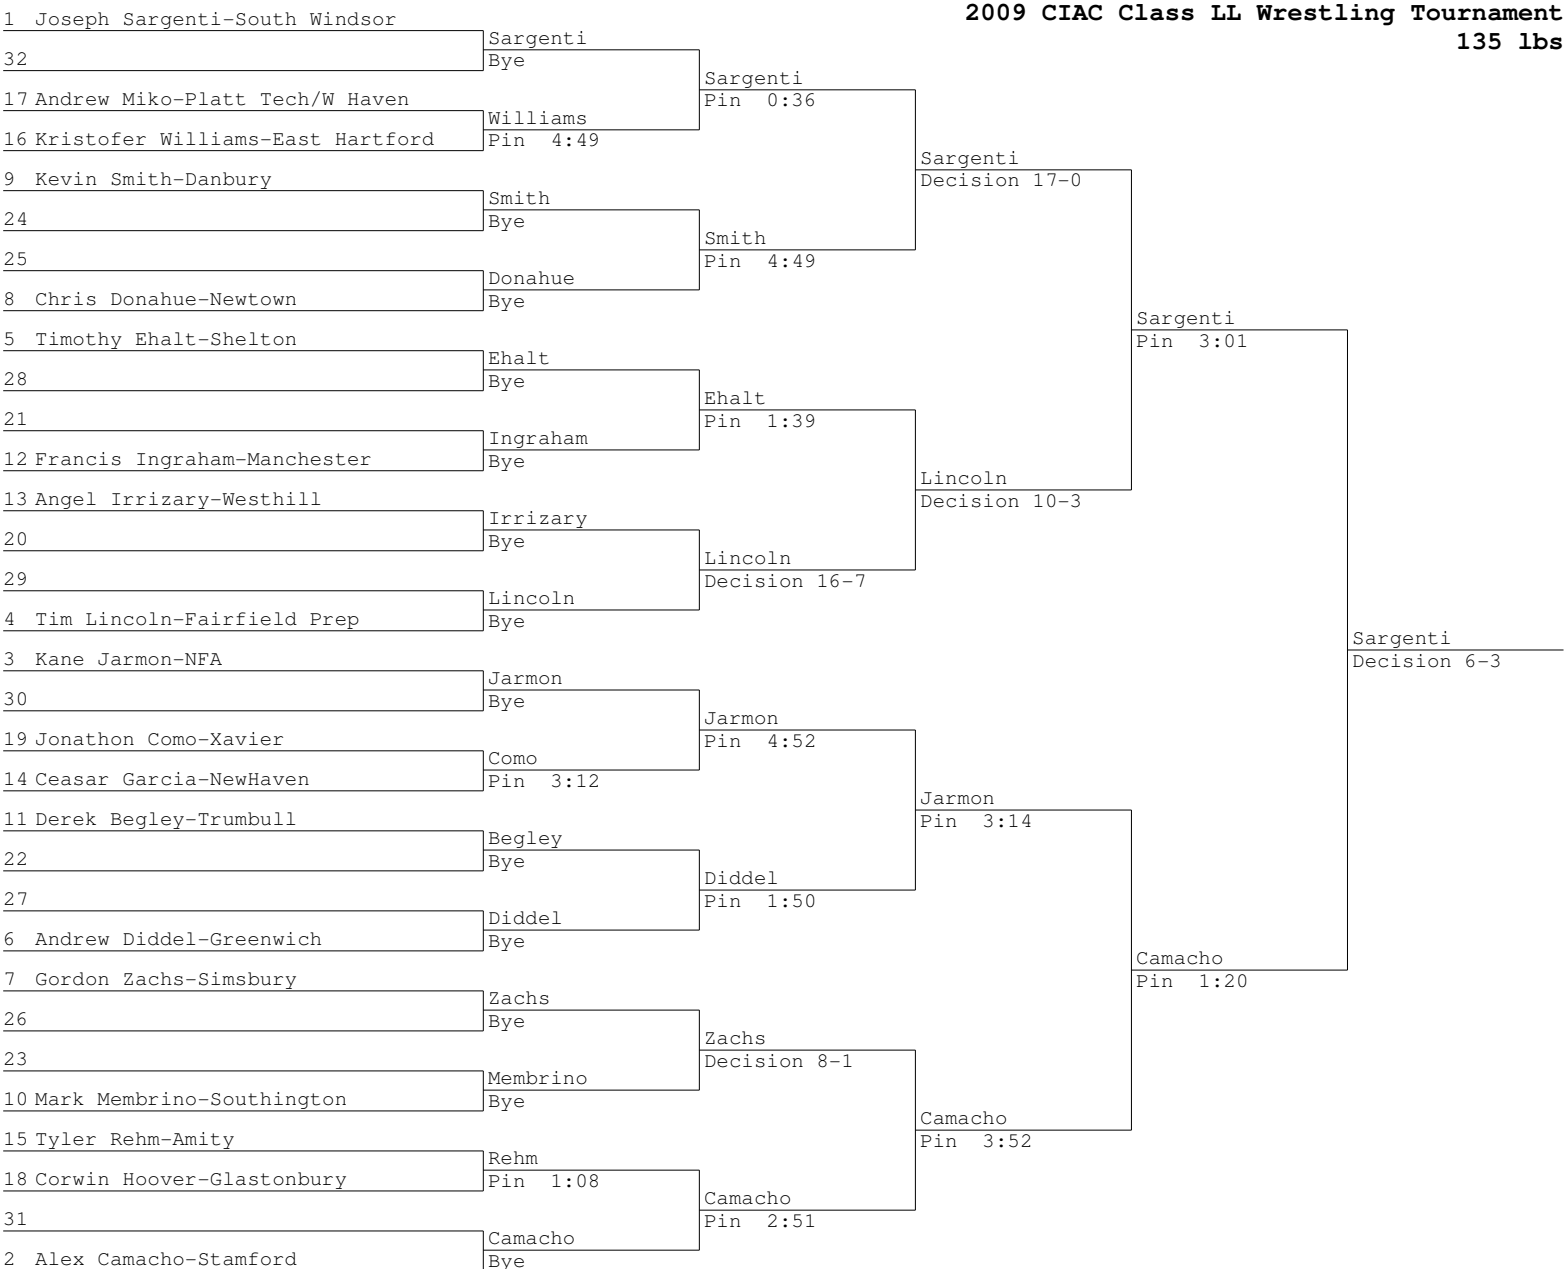 2009 CIAC Class LL Wrestling Tournament
135 lbs
1 Joseph Sargenti-South Windsor
32
17 Andrew Miko-Platt Tech/W Haven
16 Kristofer Williams-East Hartford
9 Kevin Smith-Danbury
24
25
8 Chris Donahue-Newtown
5 Timothy Ehalt-Shelton
28
21
12 Francis Ingraham-Manchester
13 Angel Irrizary-Westhill
20
29
4 Tim Lincoln-Fairfield Prep
3 Kane Jarmon-NFA
30
19 Jonathon Como-Xavier
14 Ceasar Garcia-NewHaven
11 Derek Begley-Trumbull
22
27
6 Andrew Diddel-Greenwich
7 Gordon Zachs-Simsbury
26
23
10 Mark Membrino-Southington
15 Tyler Rehm-Amity
18 Corwin Hoover-Glastonbury
31
2 Alex Camacho-Stamford
Sargenti
Bye
Williams
Pin 4:49
Smith
Bye
Donahue
Bye
Ehalt
Bye
Ingraham
Bye
Irrizary
Bye
Lincoln
Bye
Jarmon
Bye
Como
Pin 3:12
Begley
Bye
Diddel
Bye
Zachs
Bye
Membrino
Bye
Rehm
Pin 1:08
Camacho
Bye
Sargenti
Pin 0:36
Smith
Pin 4:49
Ehalt
Pin 1:39
Lincoln
Decision 16-7
Jarmon
Pin 4:52
Diddel
Pin 1:50
Zachs
Decision 8-1
Camacho
Pin 2:51
Sargenti
Decision 17-0
Lincoln
Decision 10-3
Jarmon
Pin 3:14
Camacho
Pin 3:52
Sargenti
Pin 3:01
Camacho
Pin 1:20
Sargenti
Decision 6-3